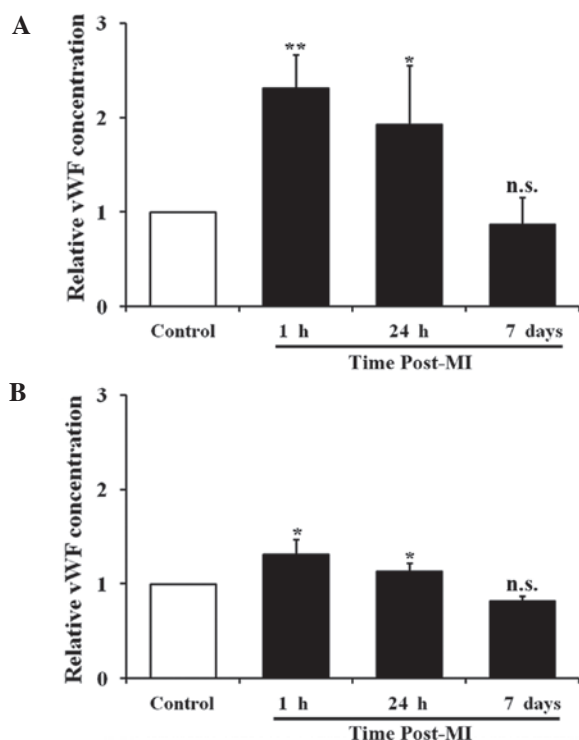 A
Relative vWF concentration
3
2
1
0
**
*
n.s.
Control
1 h
24 h
7 days
Time Post-MI
B
Relative vWF concentration
3
2
1
0
*
*
n.s.
Control
1 h
24 h
7 days
Time Post-MI